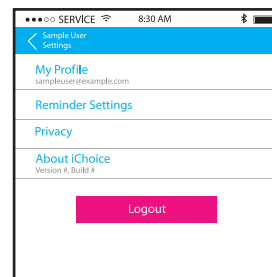 SERVICE 8:30 AM
Sample User
Settings
My Profile
sampleuser@example.com
Reminder Settings
Privacy
About iChoice
Version #, Build #
Logout